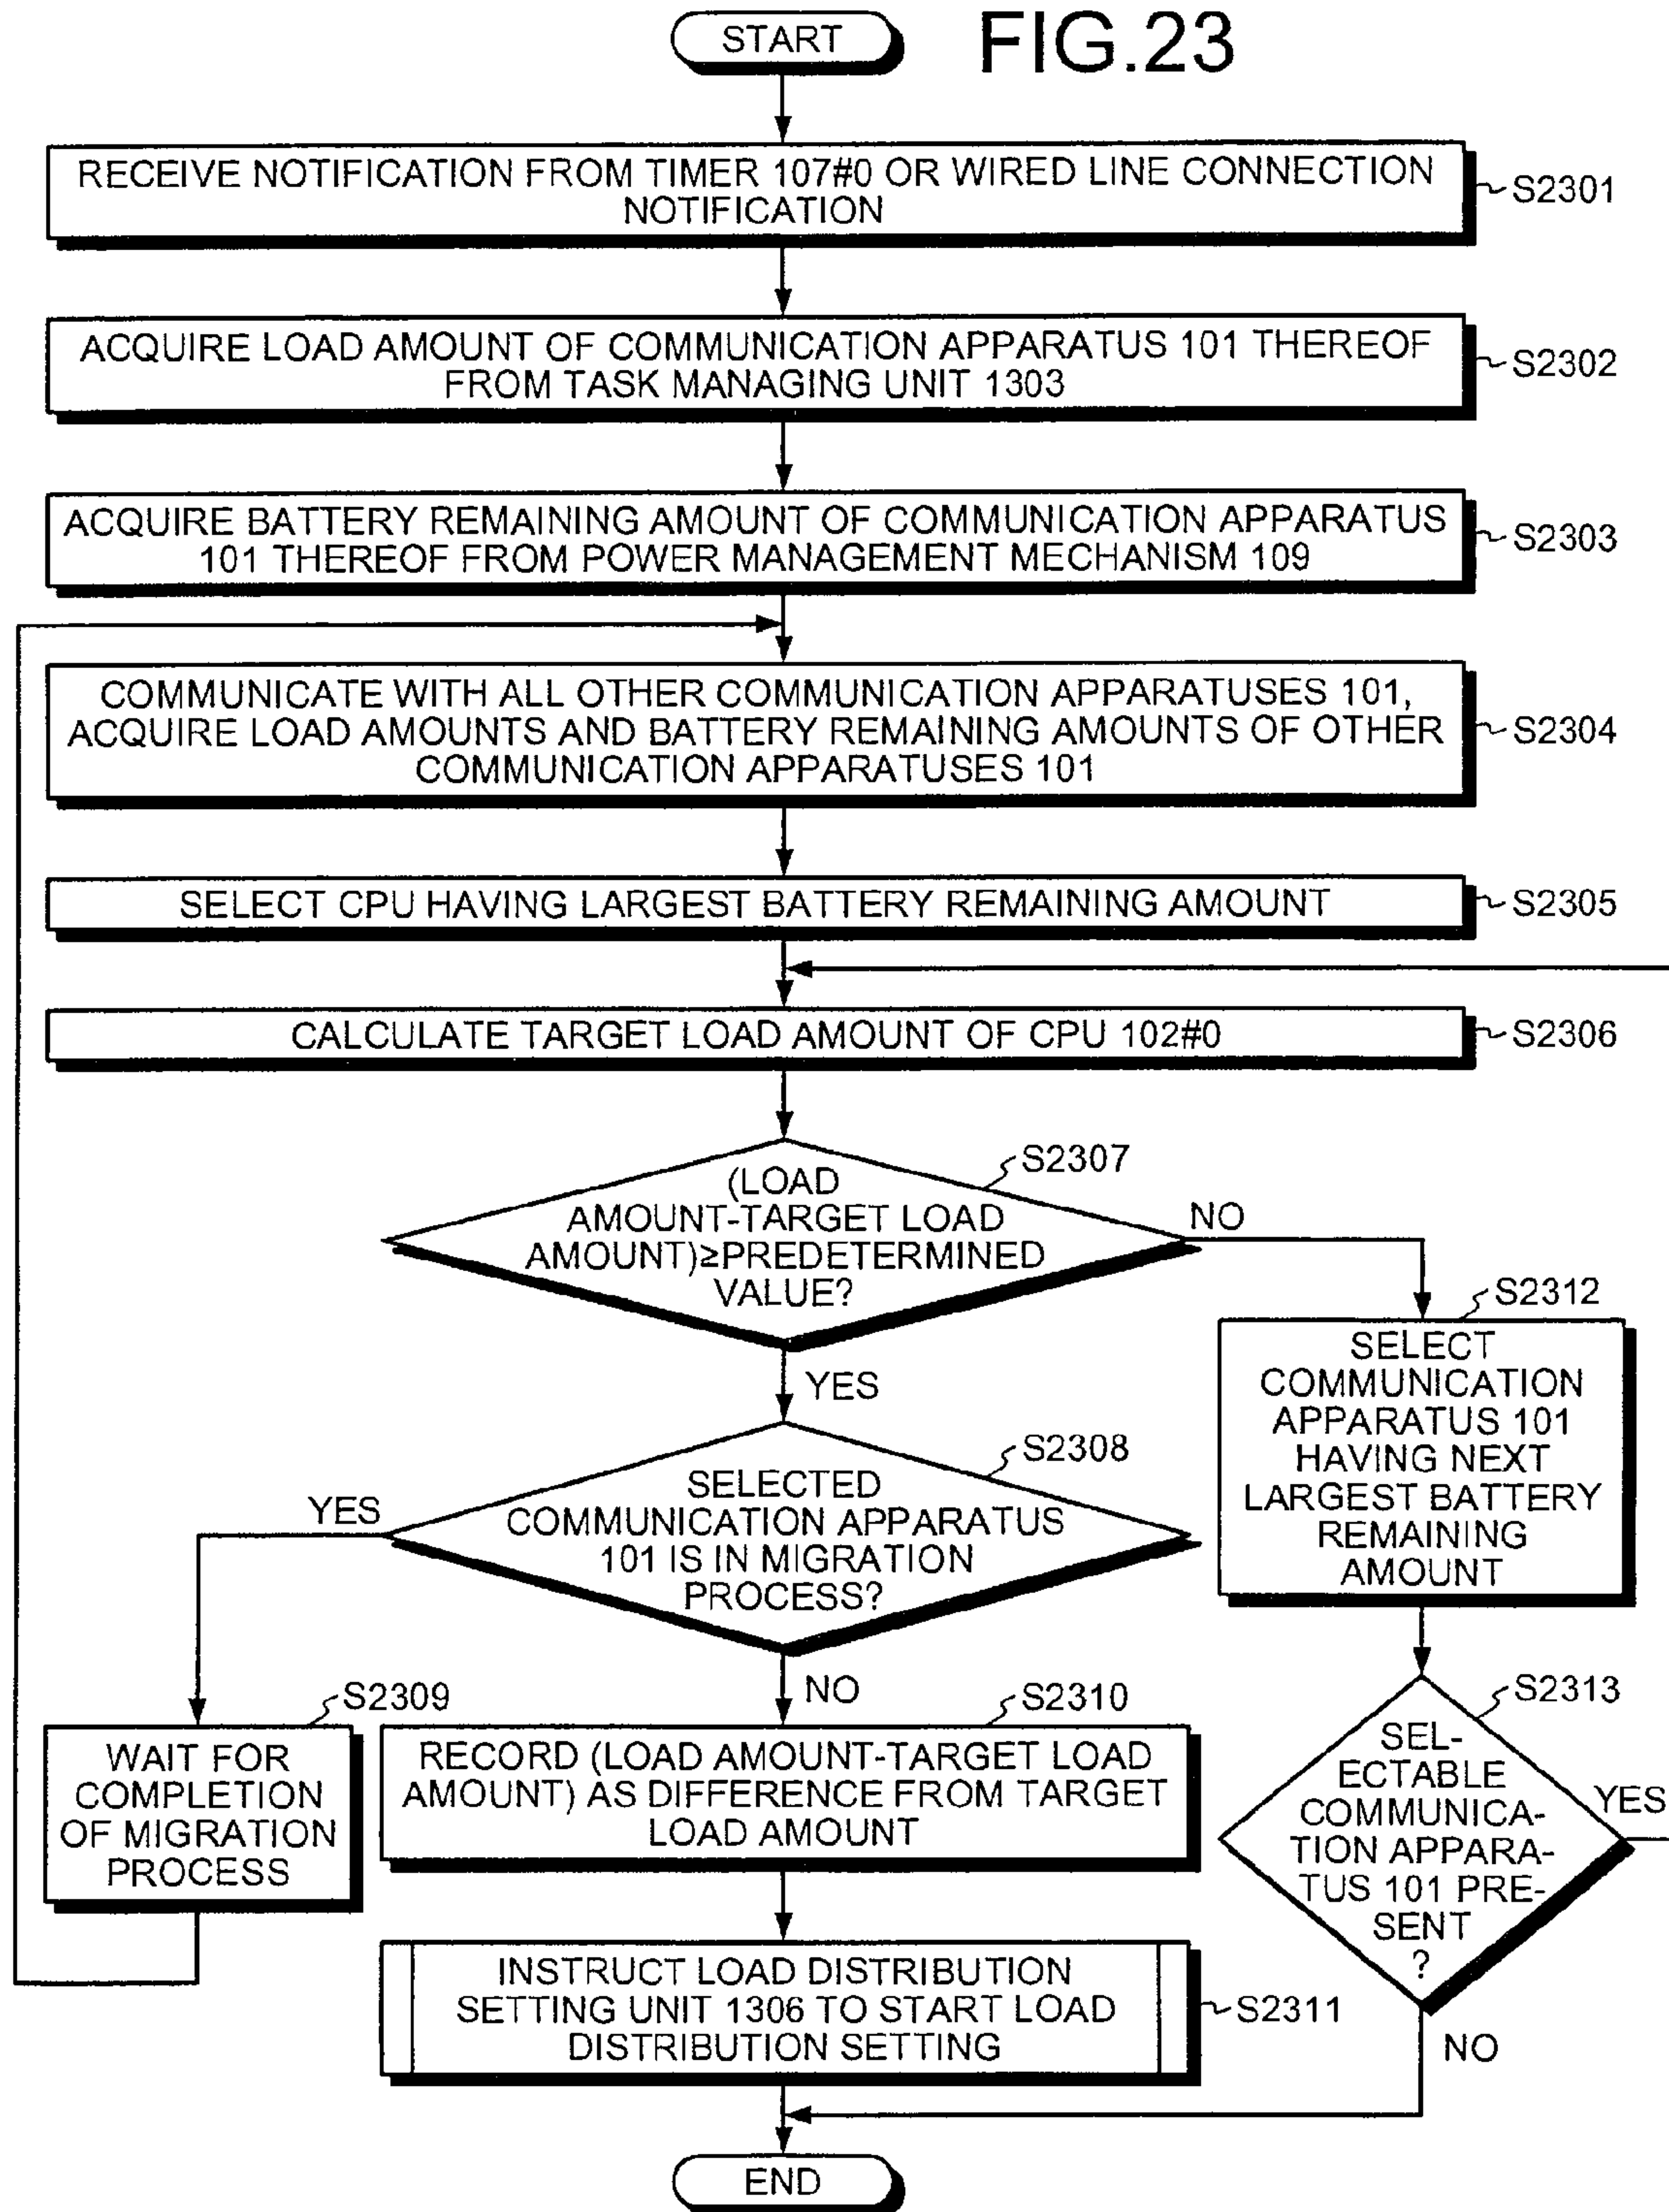 START
FIG.23
RECEIVE NOTIFICATION FROM TIMER 107#0 OR WIRED LINE CONNECTION
NOTIFICATION
S2301
ACQUIRE LOAD AMOUNT OF COMMUNICATION APPARATUS 101 THEREOF
FROM TASK MANAGING UNIT 1303
S2302
ACQUIRE BATTERY REMAINING AMOUNT OF COMMUNICATION APPARATUS
101 THEREOF FROM POWER MANAGEMENT MECHANISM 109
S2303
COMMUNICATE WITH ALL OTHER COMMUNICATION APPARATUSES 101,
ACQUIRE LOAD AMOUNTS AND BATTERY REMAINING AMOUNTS OF OTHER
COMMUNICATION APPARATUSES 101
S2304
SELECT CPU HAVING LARGEST BATTERY REMAINING AMOUNT
S2305
CALCULATE TARGET LOAD AMOUNT OF CPU 102#0
S2306
S2307
(LOAD
AMOUNT-TARGET LOAD
AMOUNT)≥PREDETERMINED
VALUE?
NO
YES
S2312
SELECT
COMMUNICATION
APPARATUS 101
HAVING NEXT
LARGEST BATTERY
REMAINING
AMOUNT
S2308
SELECTED
COMMUNICATION APPARATUS
101 IS IN MIGRATION
PROCESS?
YES
NO
S2309
WAIT FOR
COMPLETION
OF MIGRATION
PROCESS
S2310
RECORD (LOAD AMOUNT-TARGET LOAD
AMOUNT) AS DIFFERENCE FROM TARGET
LOAD AMOUNT
S2313
SEL-
ECTABLE
COMMUNICA-
TION APPARA-
TUS 101 PRE-
SENT
?
YES
NO
INSTRUCT LOAD DISTRIBUTION
SETTING UNIT 1306 TO START LOAD
DISTRIBUTION SETTING
S2311
END